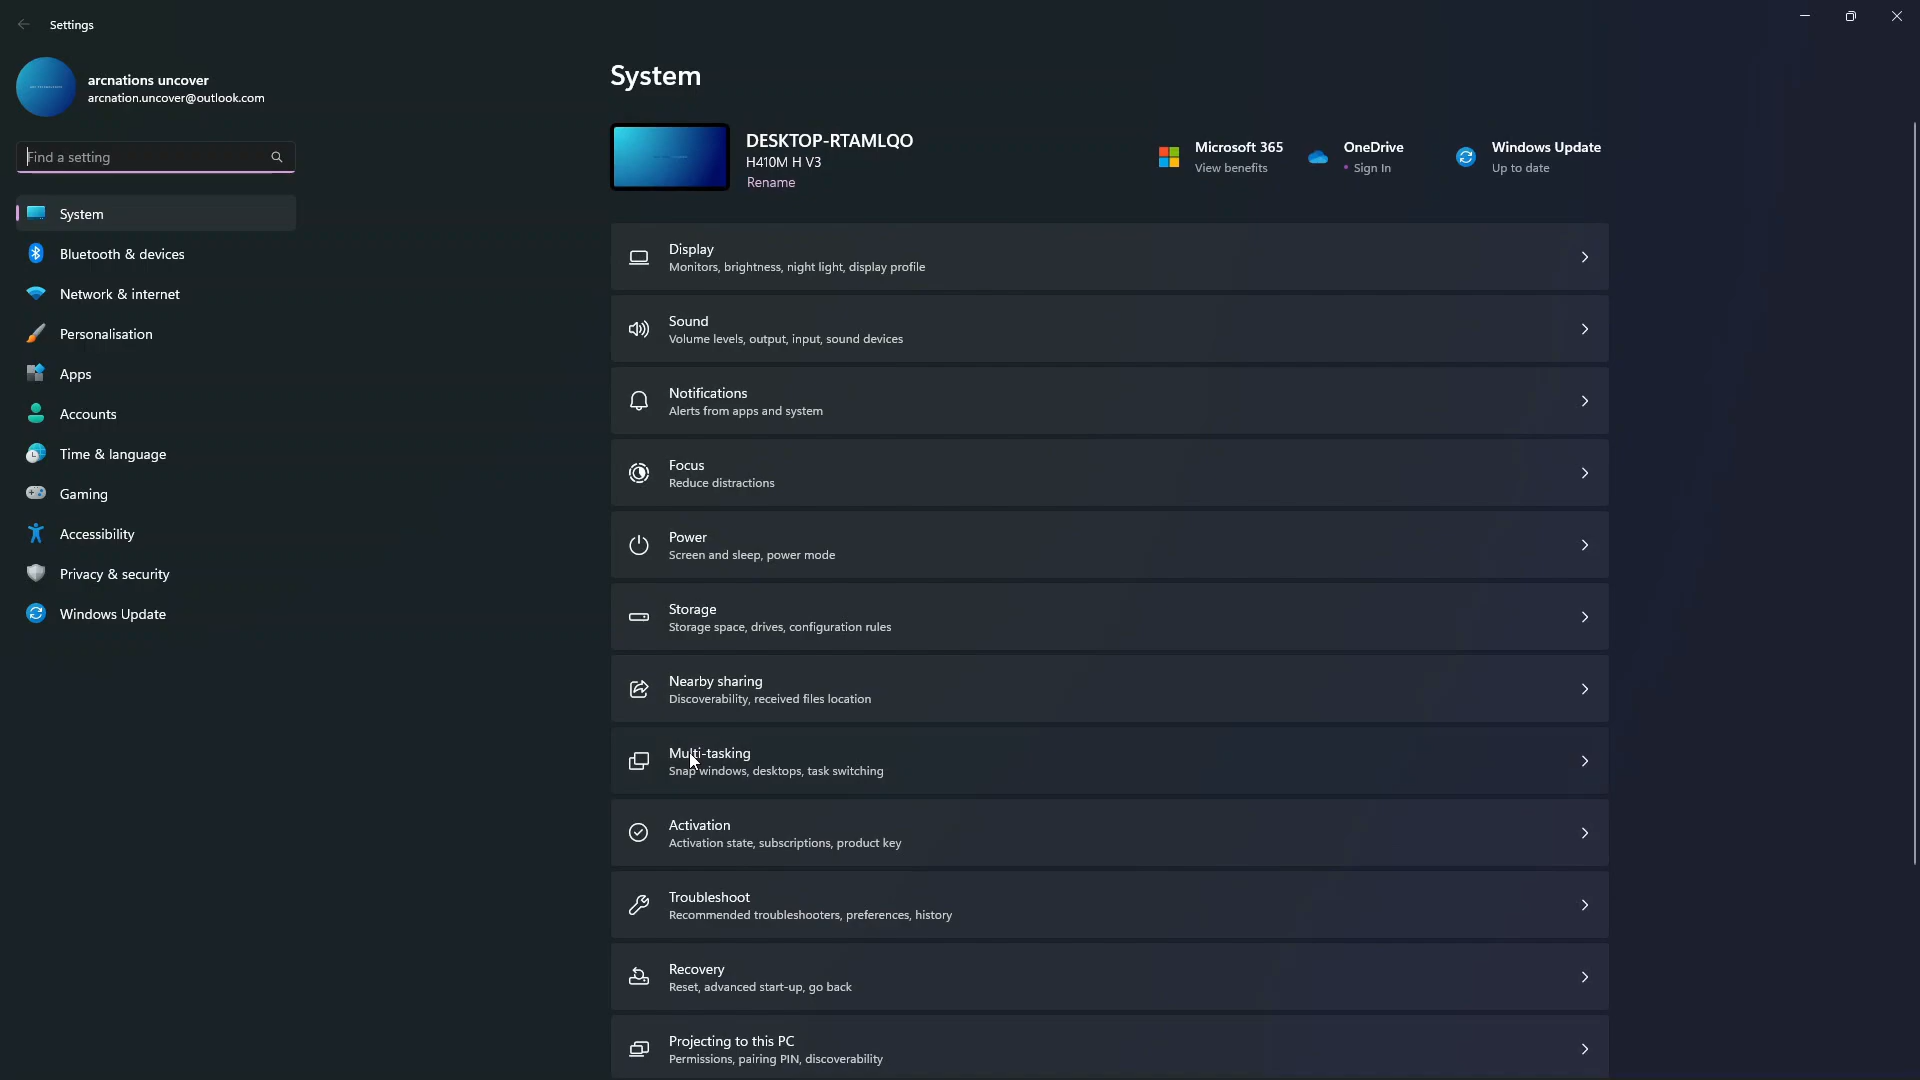 Settings
arcnations uncover
arcnation.uncover@outlook.com
Find a setting
System
Bluetooth & devices
Network & internet
Personalisation
Apps
Accounts
Time & language
Gaming
Accessibility
Privacy & security
Windows Update
System
DESKTOP-RTAMLQO
H410M H V3
Rename
Microsoft 365
View benefits
OneDrive
• Sign In
Windows Update
Up to date
Display
Monitors, brightness, night light, display profile
Sound
Volume levels, output, input, sound devices
Notifications
Alerts from apps and system
Focus
Reduce distractions
Power
Screen and sleep, power mode
Storage
Storage space, drives, configuration rules
Nearby sharing
Discoverability, received files location
Multi-tasking
Snap windows, desktops, task switching
Activation
Activation state, subscriptions, product key
Troubleshoot
Recommended troubleshooters, preferences, history
Recovery
Reset, advanced start-up, go back
Projecting to this PC
Permissions, pairing PIN, discoverability